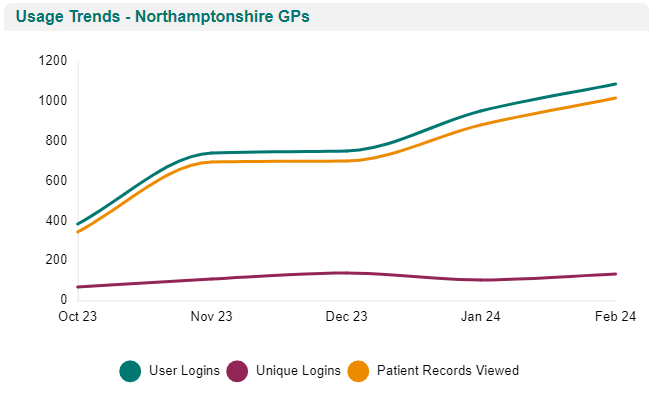 Usage Trends - Northamptonshire GPs
1200
1000
800
600
400
200
0
Oct 23 Nov 23 Dec 23 Jan 24 Feb 24
User Logins Unique Logins Patient Records Viewed